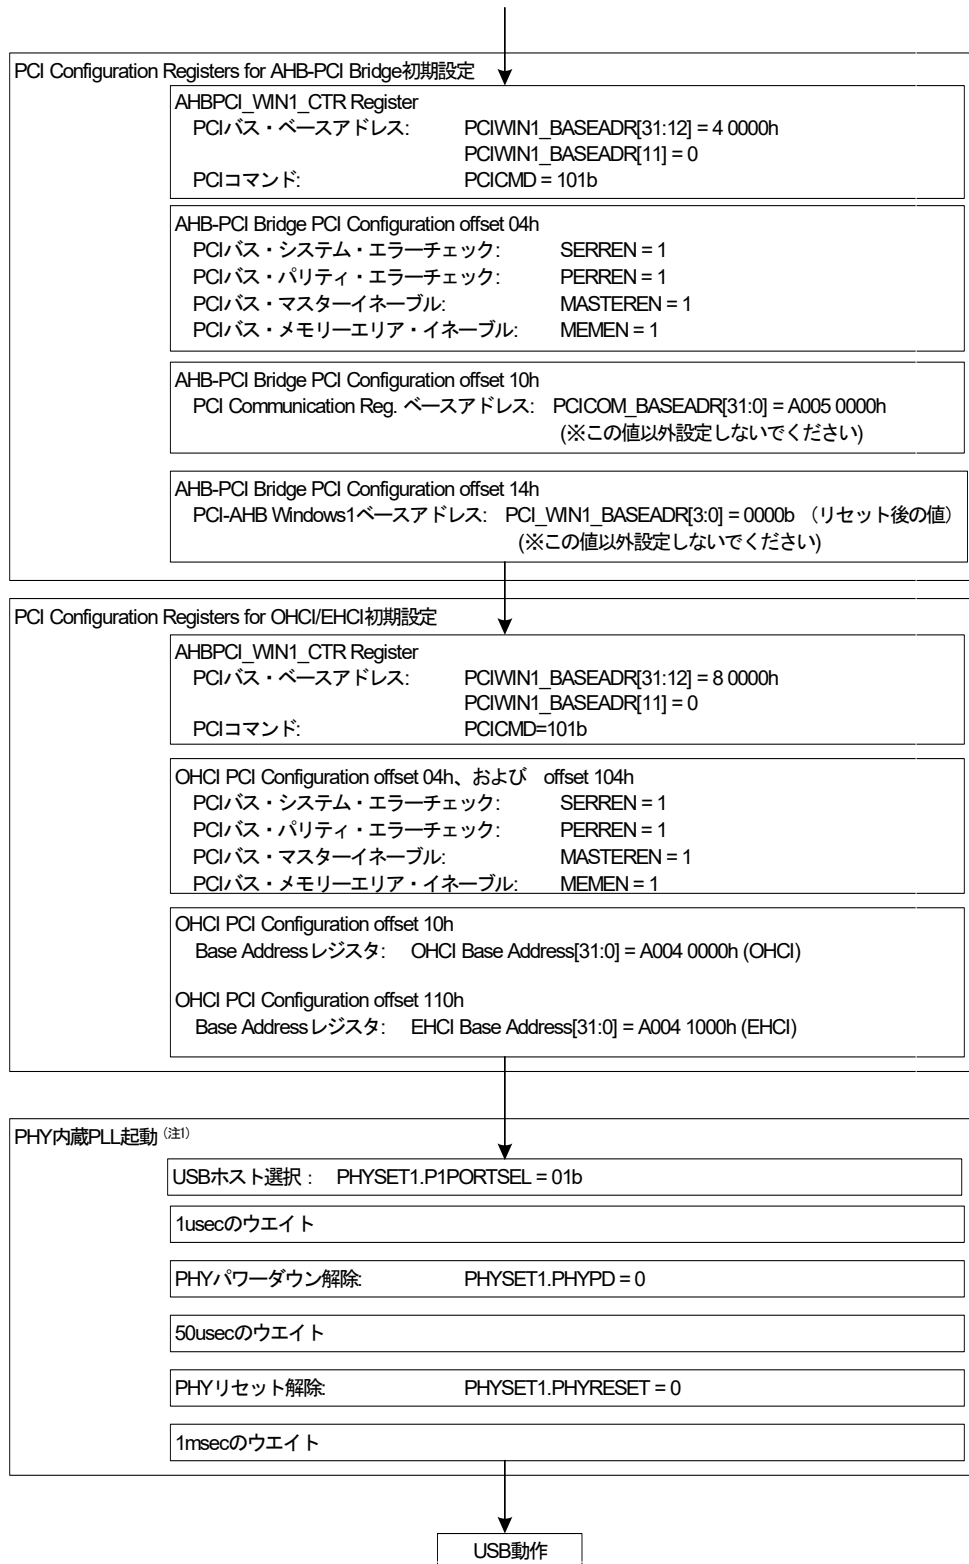 PCI Configuration Registers for AHB-PCI Bridge初期設定
AHBPCI_WIN1_CTR Register
PCIバス・ベースアドレス: PCIWIN1_BASEADR[31:12] = 4 0000h
PCIWIN1_BASEADR[11] = 0
PCIコマンド: PCICMD = 101b
AHB-PCI Bridge PCI Configuration offset 04h
PCIバス・システム・エラーチェック: SERREN = 1
PCIバス・パリティ・エラーチェック: PERREN = 1
PCIバス・マスターイネーブル: MASTEREN = 1
PCIバス・メモリーエリア・イネーブル: MEMEN = 1
AHB-PCI Bridge PCI Configuration offset 10h
PCI Communication Reg. ベースアドレス: PCICOM_BASEADR[31:0] = A005 0000h
(※この値以外設定しないでください)
AHB-PCI Bridge PCI Configuration offset 14h
PCI-AHB Windows1ベースアドレス: PCI_WIN1_BASEADR[3:0] = 0000b （リセット後の値）
(※この値以外設定しないでください)
PCI Configuration Registers for OHCI/EHCI初期設定
AHBPCI_WIN1_CTR Register
PCIバス・ベースアドレス: PCIWIN1_BASEADR[31:12] = 8 0000h
PCIWIN1_BASEADR[11] = 0
PCIコマンド: PCICMD=101b
OHCI PCI Configuration offset 04h、および offset 104h
PCIバス・システム・エラーチェック: SERREN = 1
PCIバス・パリティ・エラーチェック: PERREN = 1
PCIバス・マスターイネーブル: MASTEREN = 1
PCIバス・メモリーエリア・イネーブル: MEMEN = 1
OHCI PCI Configuration offset 10h
Base Addressレジスタ: OHCI Base Address[31:0] = A004 0000h (OHCI)
OHCI PCI Configuration offset 110h
Base Addressレジスタ: EHCI Base Address[31:0] = A004 1000h (EHCI)
PHY内蔵PLL起動（注1）
USBホスト選択： PHYSET1.P1PORTSEL = 01b
1usecのウエイト
PHYパワーダウン解除: PHYSET1.PHYPD = 0
50usecのウエイト
PHYリセット解除: PHYSET1.PHYRESET = 0
1msecのウエイト
USB動作